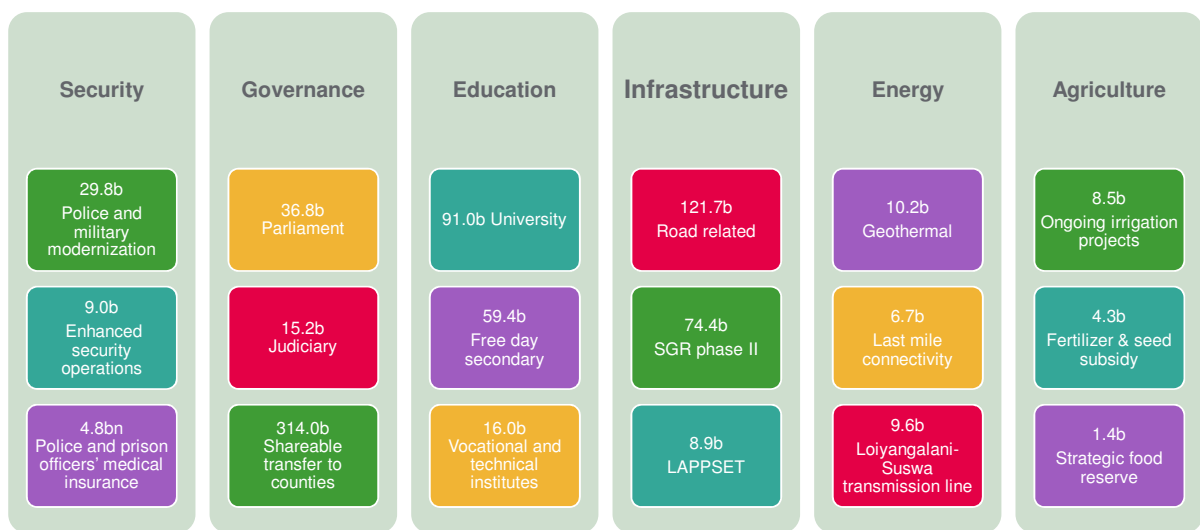 Security
29.8b
Police and
military
modernization
9.0b
Enhanced
security
operations
4.8bn
Police and prison
officers’ medical
insurance
Governance
36.8b
Parliament
15.2b
Judiciary
314.0b
Shareable
transfer to
counties
Education
91.0b University
59.4b
Free day
secondary
16.0b
Vocational and
technical
institutes
Infrastructure
121.7b
Road related
74.4b
SGR phase II
8.9b
LAPPSET
Energy
10.2b
Geothermal
6.7b
Last mile
connectivity
9.6b
Loiyangalani-
Suswa
transmission line
Agriculture
8.5b
Ongoing irrigation
projects
4.3b
Fertilizer & seed
subsidy
1.4b
Strategic food
reserve